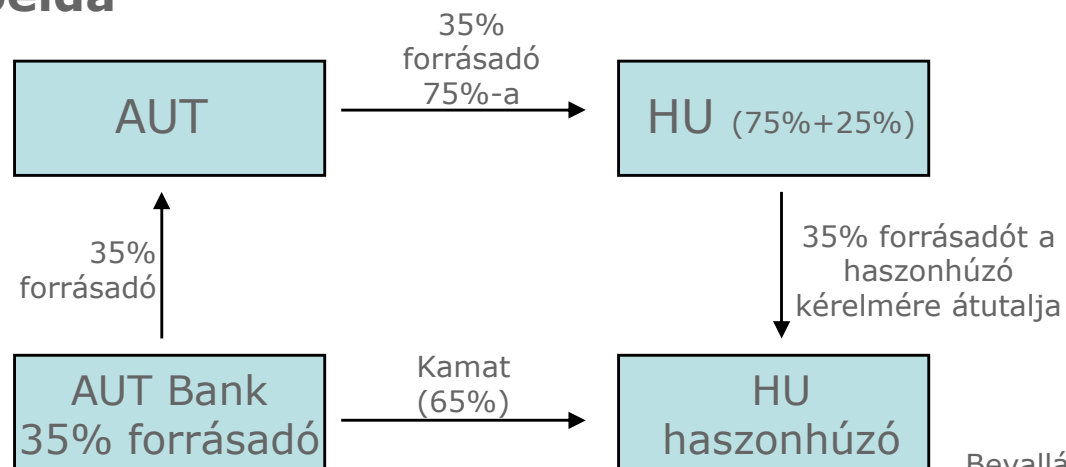 35%
forrásadó
75%-a
AUT
HU (75%+25%)
35%
forrásadó
35% forrásadót a
haszonhúzó
kérelmére átutalja
AUT Bank
35% forrásadó
Kamat
(65%)
HU
haszonhúzó